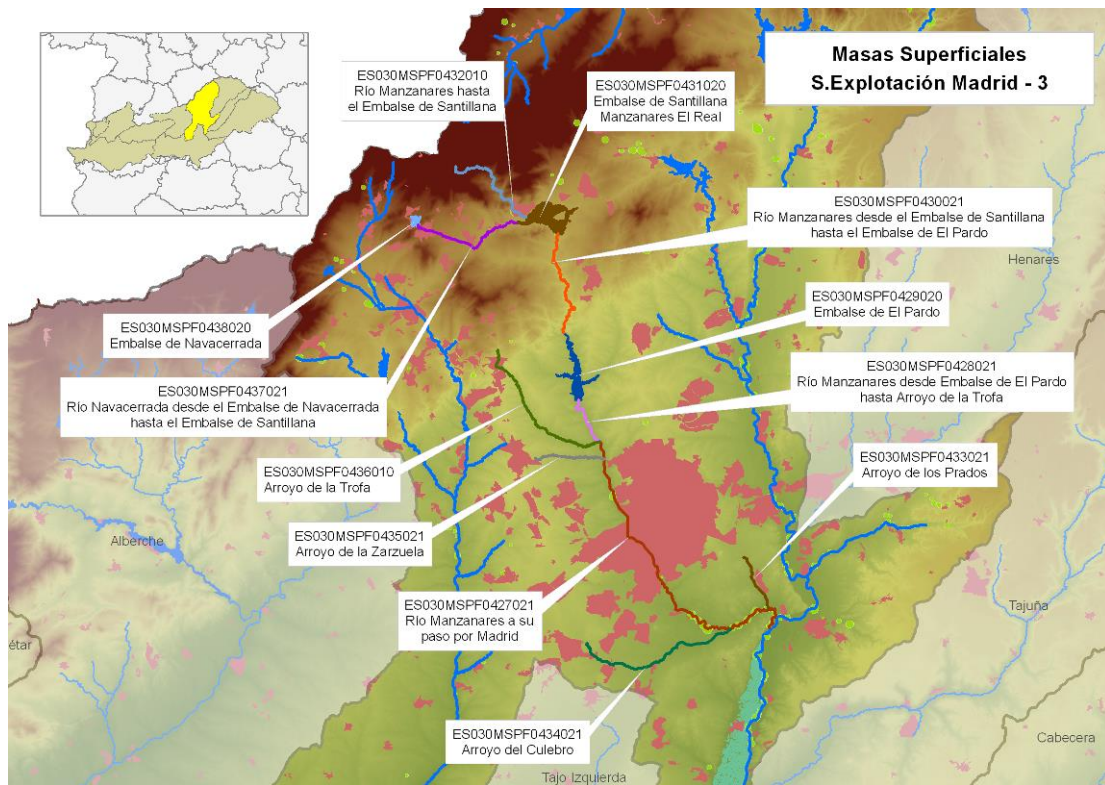 Masas Superficiales
S.Explotación Madrid - 3
ES030MSPF0432010
Río Manzanares hasta
el Embalse de Santillana
ES030MSPF0431020
Embalse de Santillana
Manzanares El Real
ES030MSPF0430021
Río Manzanares desde el Embalse de Santillana
hasta el Embalse de El Pardo
Henares
ES030MSPF0429020
Embalse de El Pardo
ES030MSPF0438020
Embalse de Navacerrada
ES030MSPF0428021
Río Manzanares desde Embalse de El Pardo
hasta Arroyo de la Trofa
ES030MSPF0437021
Río Navacerrada desde el Embalse de Navacerrada
hasta el Embalse de Santillana
ES030MSPF0433021
Arroyo de los Prados
ES030MSPF0436010
Arroyo de la Trofa
ES030MSPF0435021
Arroyo de la Zarzuela
Alberche
ES030MSPF0427021
Río Manzanares a su
paso por Madrid
Tajuña
étar
ES030MSPF0434021
Arroyo del Culebro
Cabecera
Tajo Izquierda